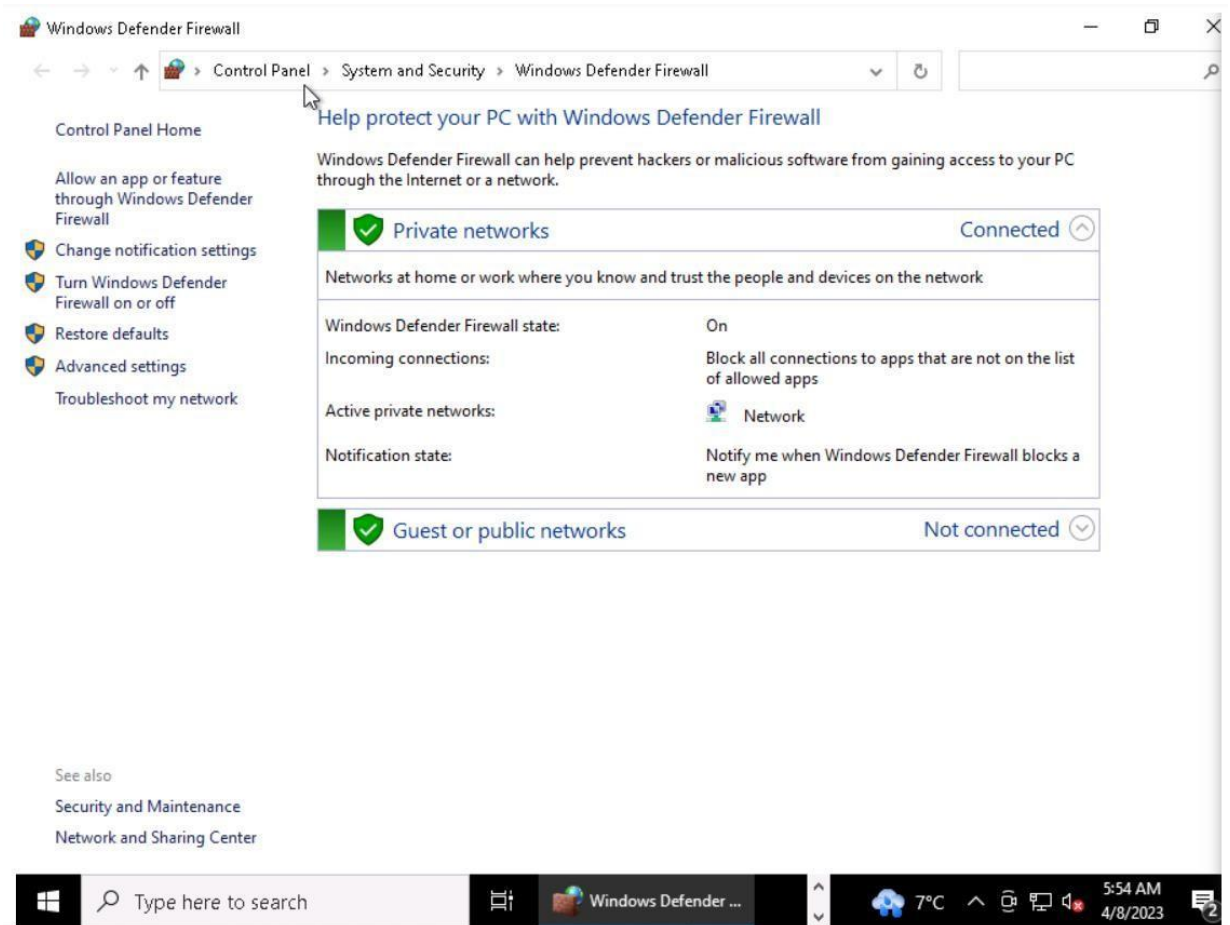 Windows Defender Firewall
Control Panel > System and Security > Windows Defender Firewall
Control Panel Home
Allow an app or feature
through Windows Defender
Firewall
Change notification settings
Turn Windows Defender
Firewall on or off
Restore defaults
Advanced settings
Troubleshoot my network
Help protect your PC with Windows Defender Firewall
Windows Defender Firewall can help prevent hackers or malicious software from gaining access to your PC
through the Internet or a network.
Private networks Connected
Networks at home or work where you know and trust the people and devices on the network
Windows Defender Firewall state: On
Incoming connections: Block all connections to apps that are not on the list
of allowed apps
Active private networks: Network
Notification state: Notify me when Windows Defender Firewall blocks a
new app
Guest or public networks Not connected
See also
Security and Maintenance
Network and Sharing Center
Type here to search
Windows Defender ...
7°C
5:54 AM
4/8/2023
2